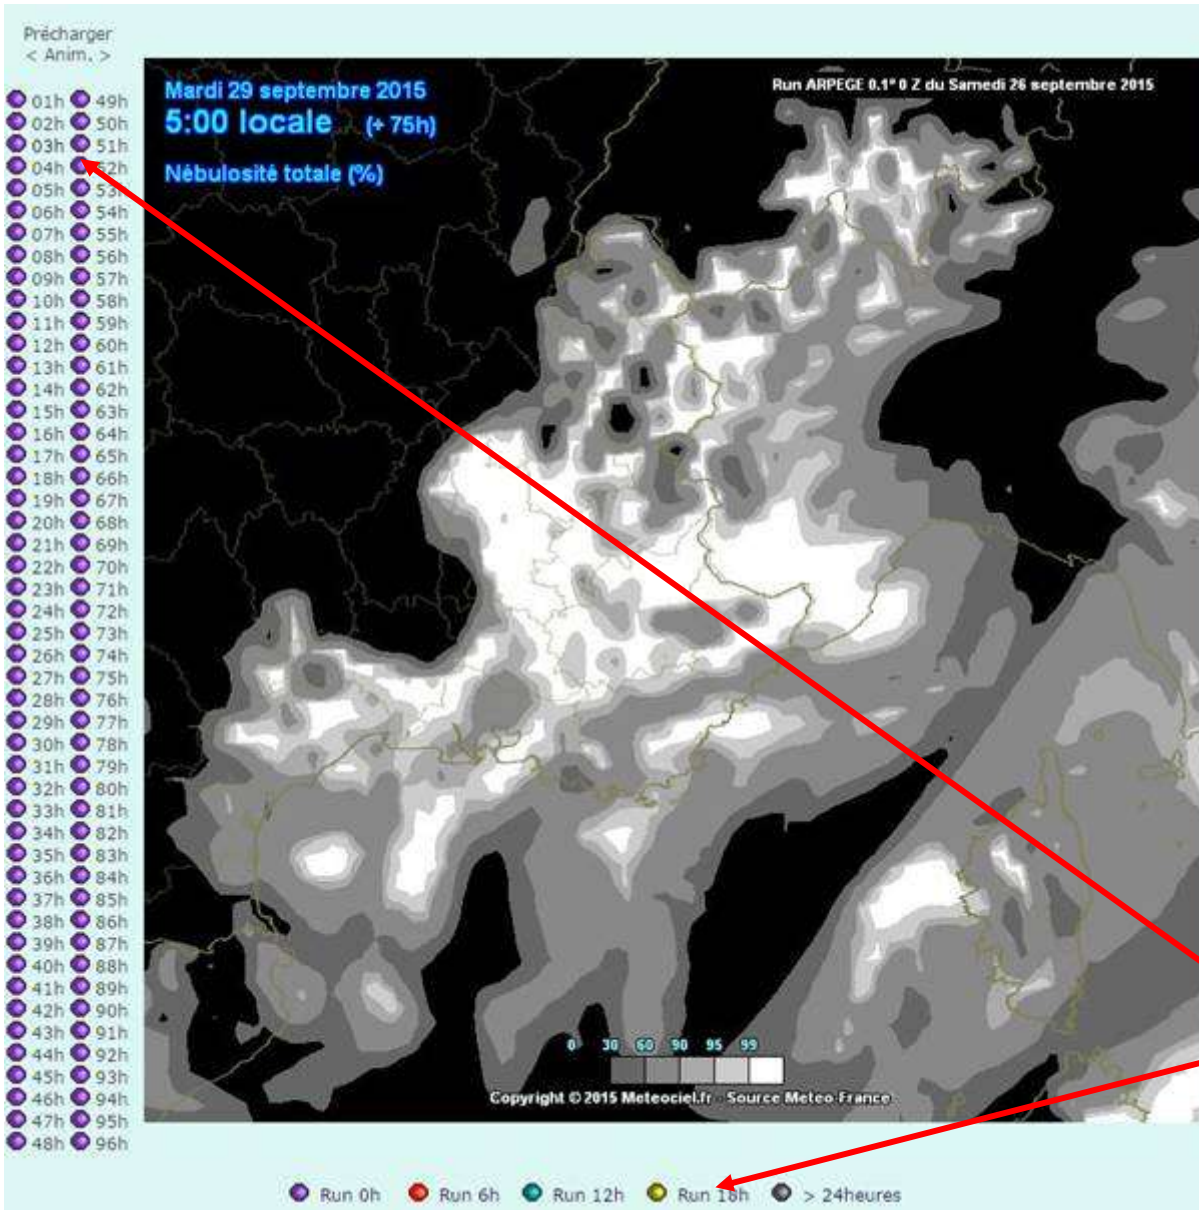 Précharger
< Anim. >
01h 49h
02h 50h
03h 51h
04h 52h
05h 53h
06h 54h
07h 55h
08h 56h
09h 57h
10h 58h
11h 59h
12h 60h
13h 61h
14h 62h
15h 63h
16h 64h
17h 65h
18h 66h
19h 67h
20h 68h
21h 69h
22h 70h
23h 71h
24h 72h
25h 73h
26h 74h
27h 75h
28h 76h
29h 77h
30h 78h
31h 79h
32h 80h
33h 81h
34h 82h
35h 83h
36h 84h
37h 85h
38h 86h
39h 87h
40h 88h
41h 89h
42h 90h
43h 91h
44h 92h
45h 93h
46h 94h
47h 95h
48h 96h
Mardi 29 septembre 2015
5:00 locale (+ 75h)
Nébulosité totale (%)
Run ARPEGE 0.1° 0 Z du Samedi 26 septembre 2015
0 30 60 90 95 99
Copyright © 2015 Meteociel.fr - Source Meteo-France
Run 0h Run 6h Run 12h Run 18h > 24heures